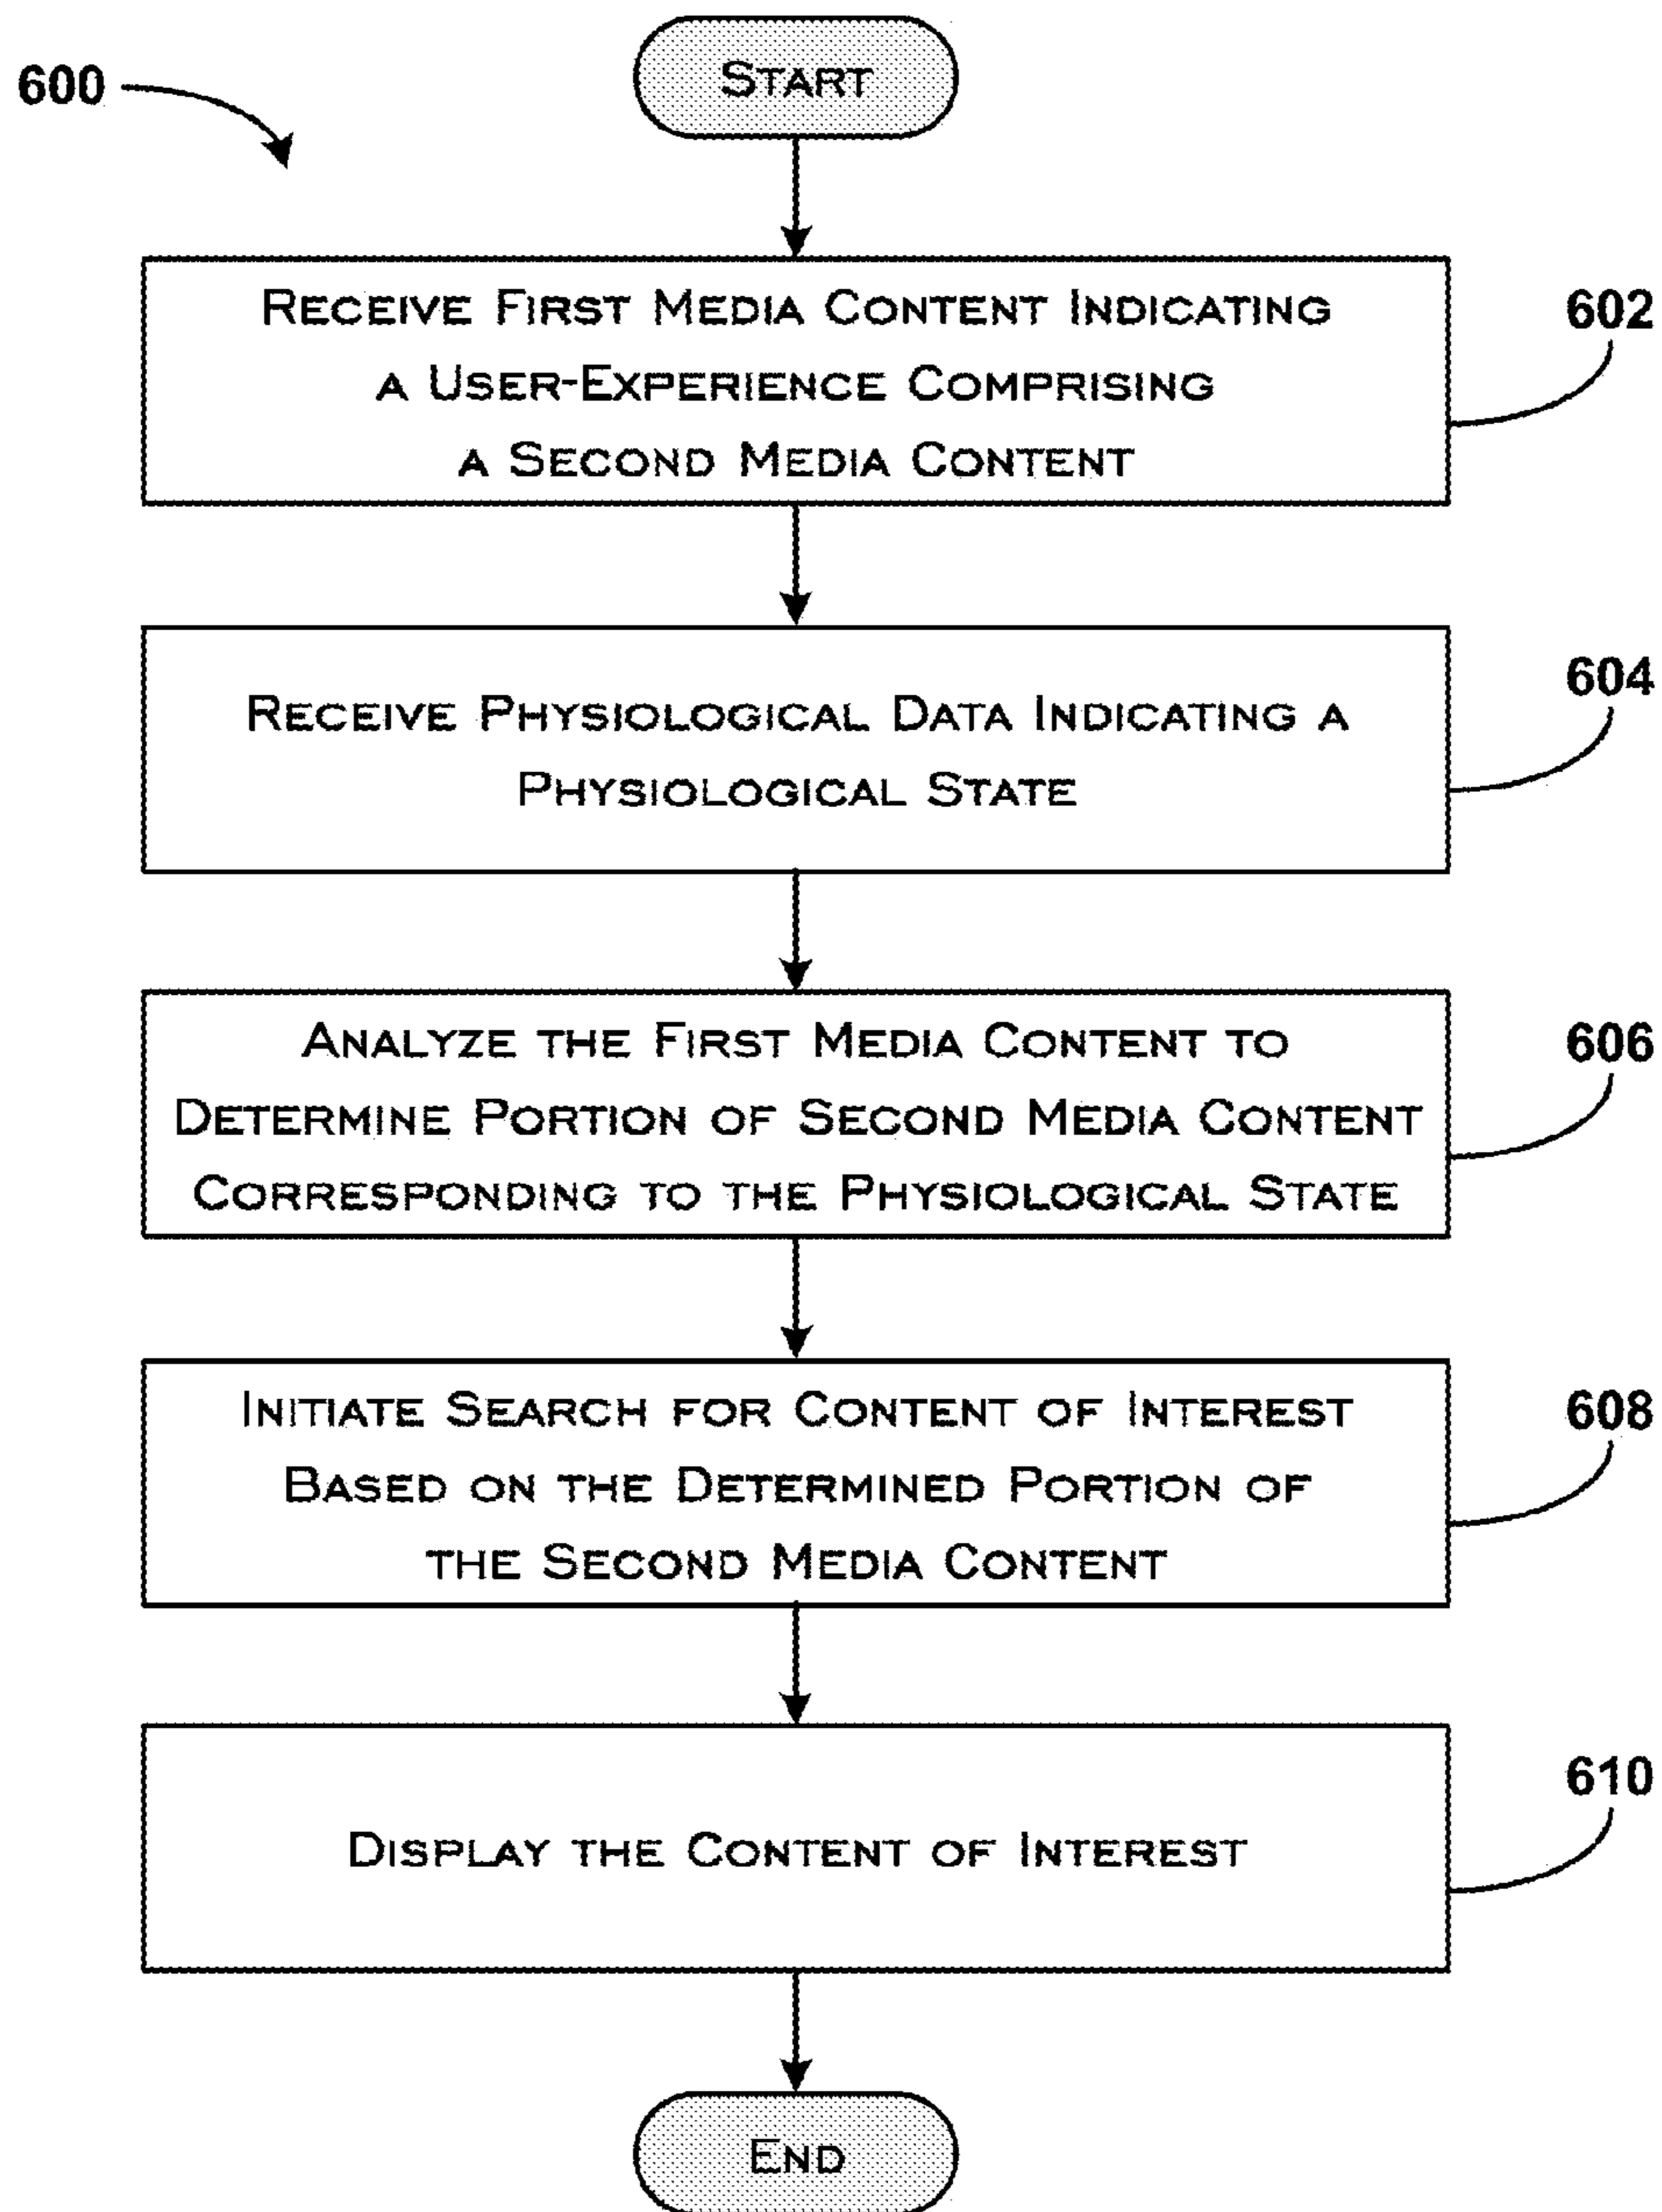 START
600
RECEIVE FIRST MEDIA CONTENT INDICATING
A USER-EXPERIENCE COMPRISING
A SECOND MEDIA CONTENT
602
RECEIVE PHYSIOLOGICAL DATA INDICATING A
PHYSIOLOGICAL STATE
604
ANALYZE THE FIRST MEDIA CONTENT TO
DETERMINE PORTION OF SECOND MEDIA CONTENT
CORRESPONDING TO THE PHYSIOLOGICAL STATE
606
INITIATE SEARCH FOR CONTENT OF INTEREST
BASED ON THE DETERMINED PORTION OF
THE SECOND MEDIA CONTENT
608
DISPLAY THE CONTENT OF INTEREST
610
END